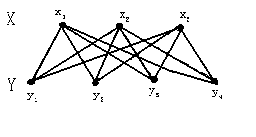 X x₁ x₂ x₃
Y y₁ y₂ y₃ y₄